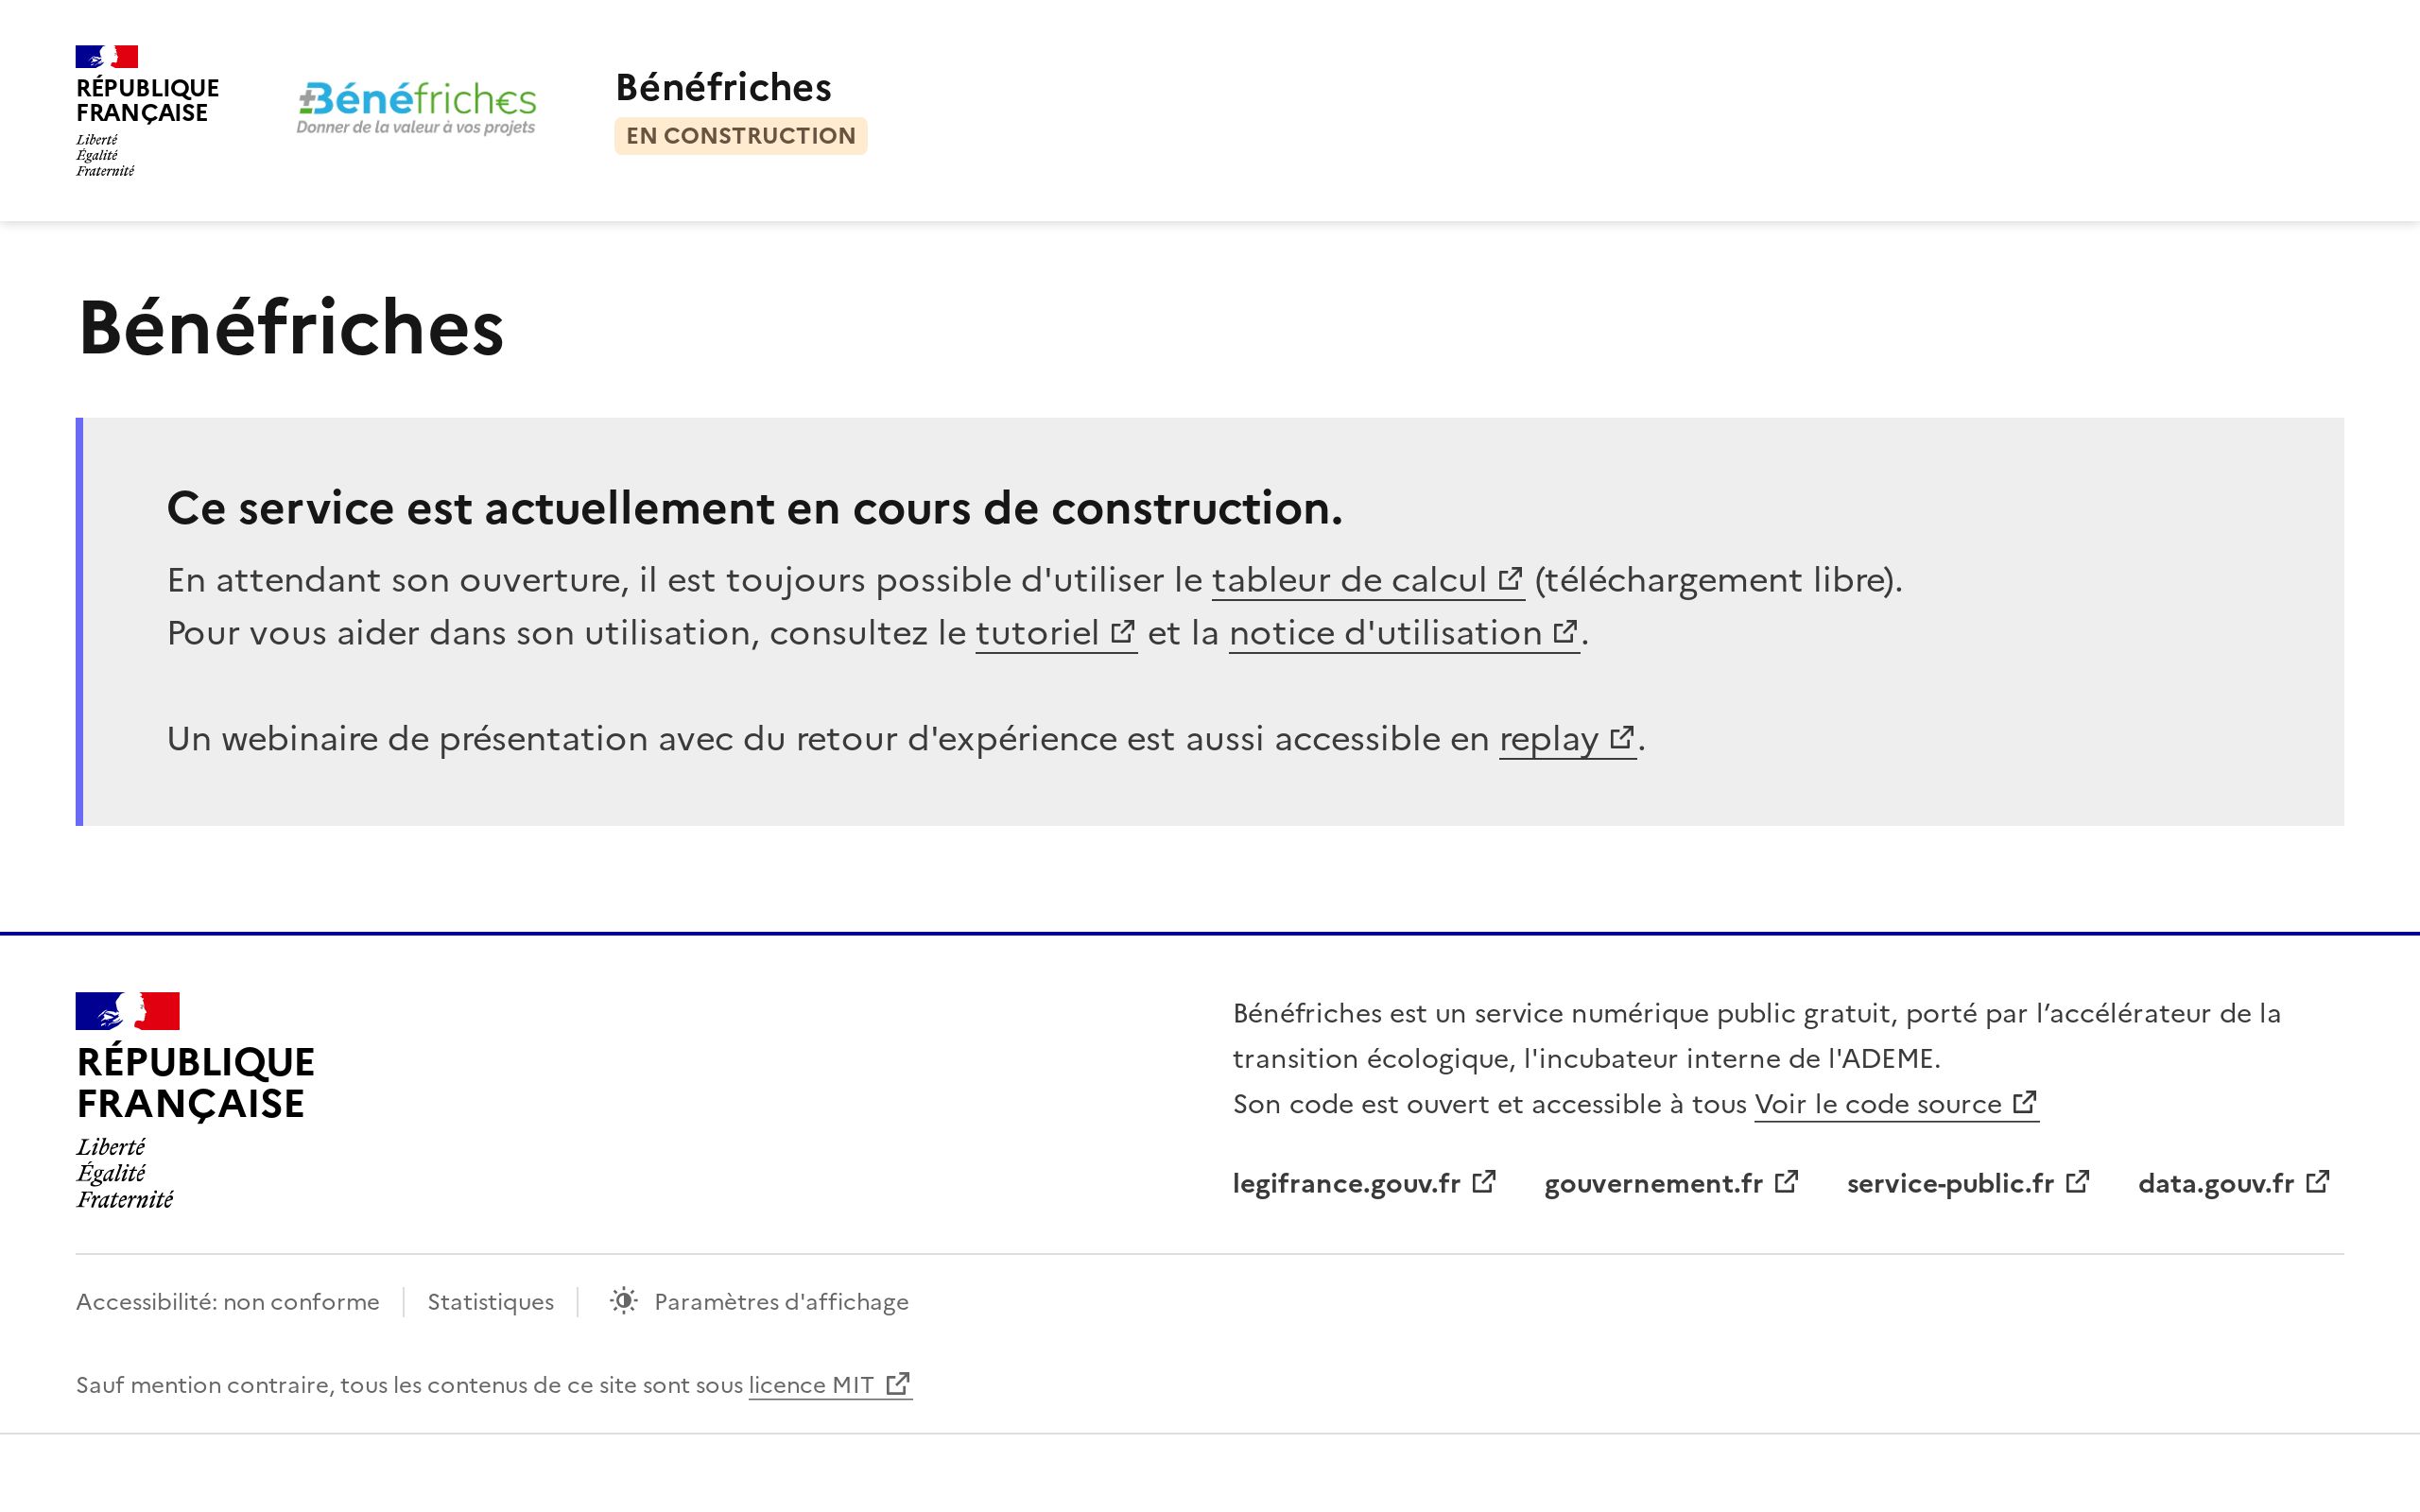 RÉPUBLIQUE
FRANÇAISE
Liberté
Égalité
Fraternité
Bénéfrich€s
Donner de la valeur à vos projets
Bénéfriches
EN CONSTRUCTION
Bénéfriches
Ce service est actuellement en cours de construction.
En attendant son ouverture, il est toujours possible d'utiliser le tableur de calcul (téléchargement libre).
Pour vous aider dans son utilisation, consultez le tutoriel et la notice d'utilisation.
Un webinaire de présentation avec du retour d'expérience est aussi accessible en replay.
RÉPUBLIQUE
FRANÇAISE
Liberté
Égalité
Fraternité
Bénéfriches est un service numérique public gratuit, porté par l’accélérateur de la
transition écologique, l'incubateur interne de l'ADEME.
Son code est ouvert et accessible à tous Voir le code source
legifrance.gouv.fr gouvernement.fr service-public.fr data.gouv.fr
Accessibilité: non conforme Statistiques Paramètres d'affichage
Sauf mention contraire, tous les contenus de ce site sont sous licence MIT